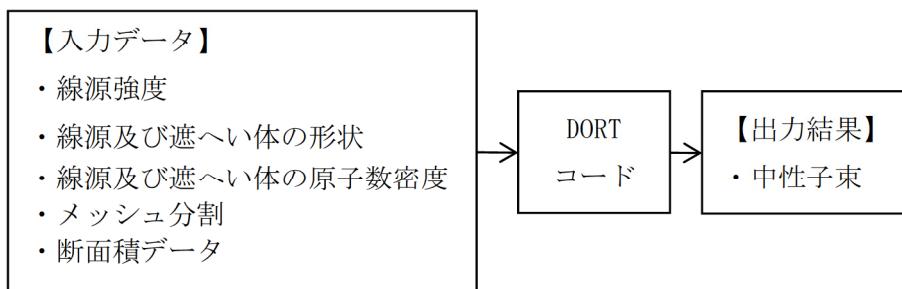 【入力データ】
・線源強度
・線源及び遮へい体の形状
・線源及び遮へい体の原子数密度
・メッシュ分割
・断面積データ
DORT
コード
【出力結果】
・中性子束